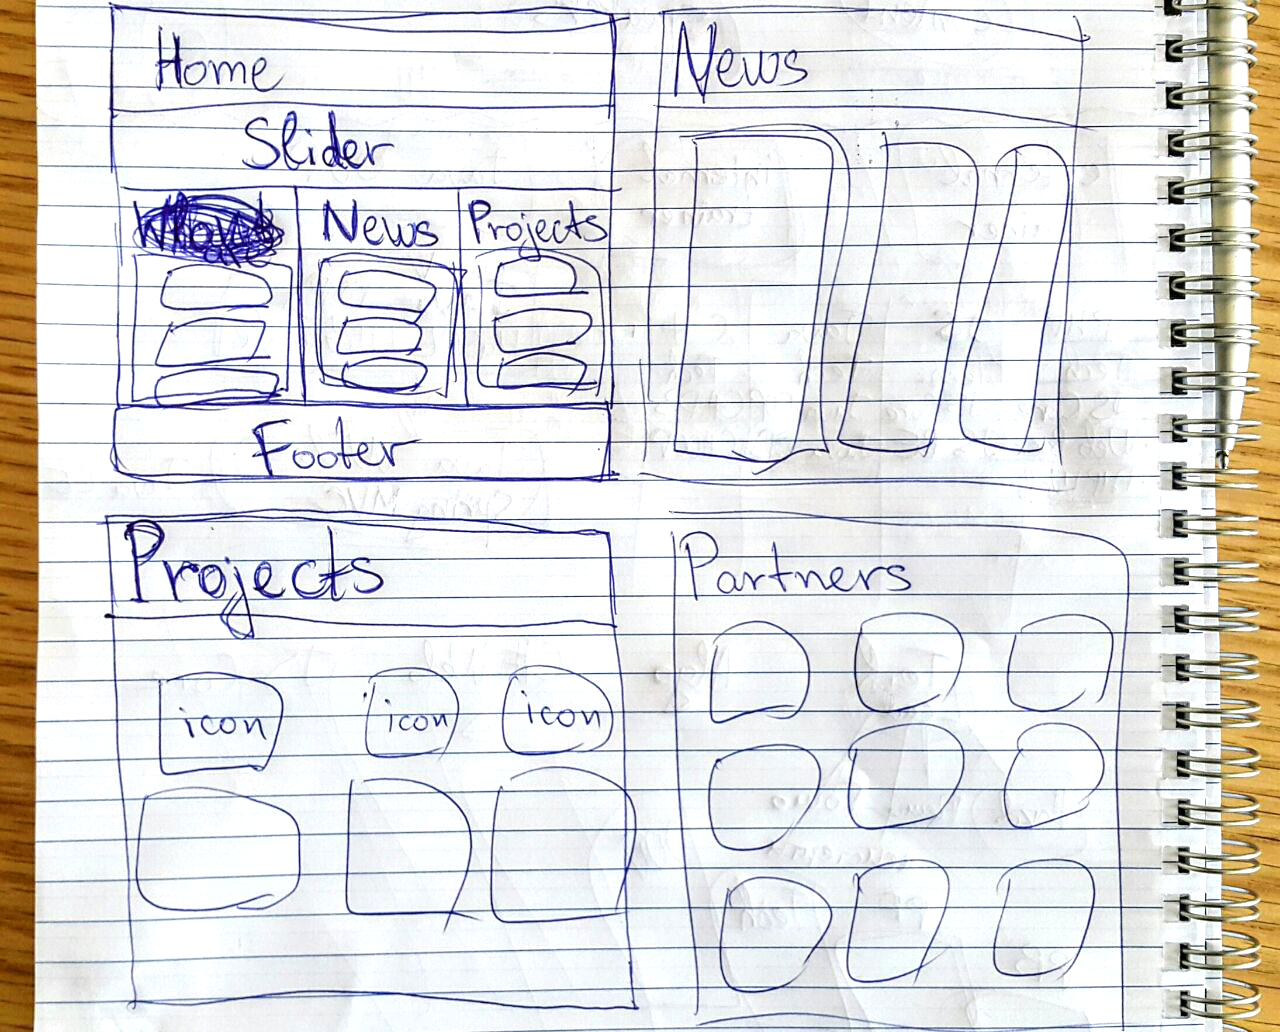 Home
Slider
News
Projects
Footer
News
Projects
icon
icon
icon
Partners